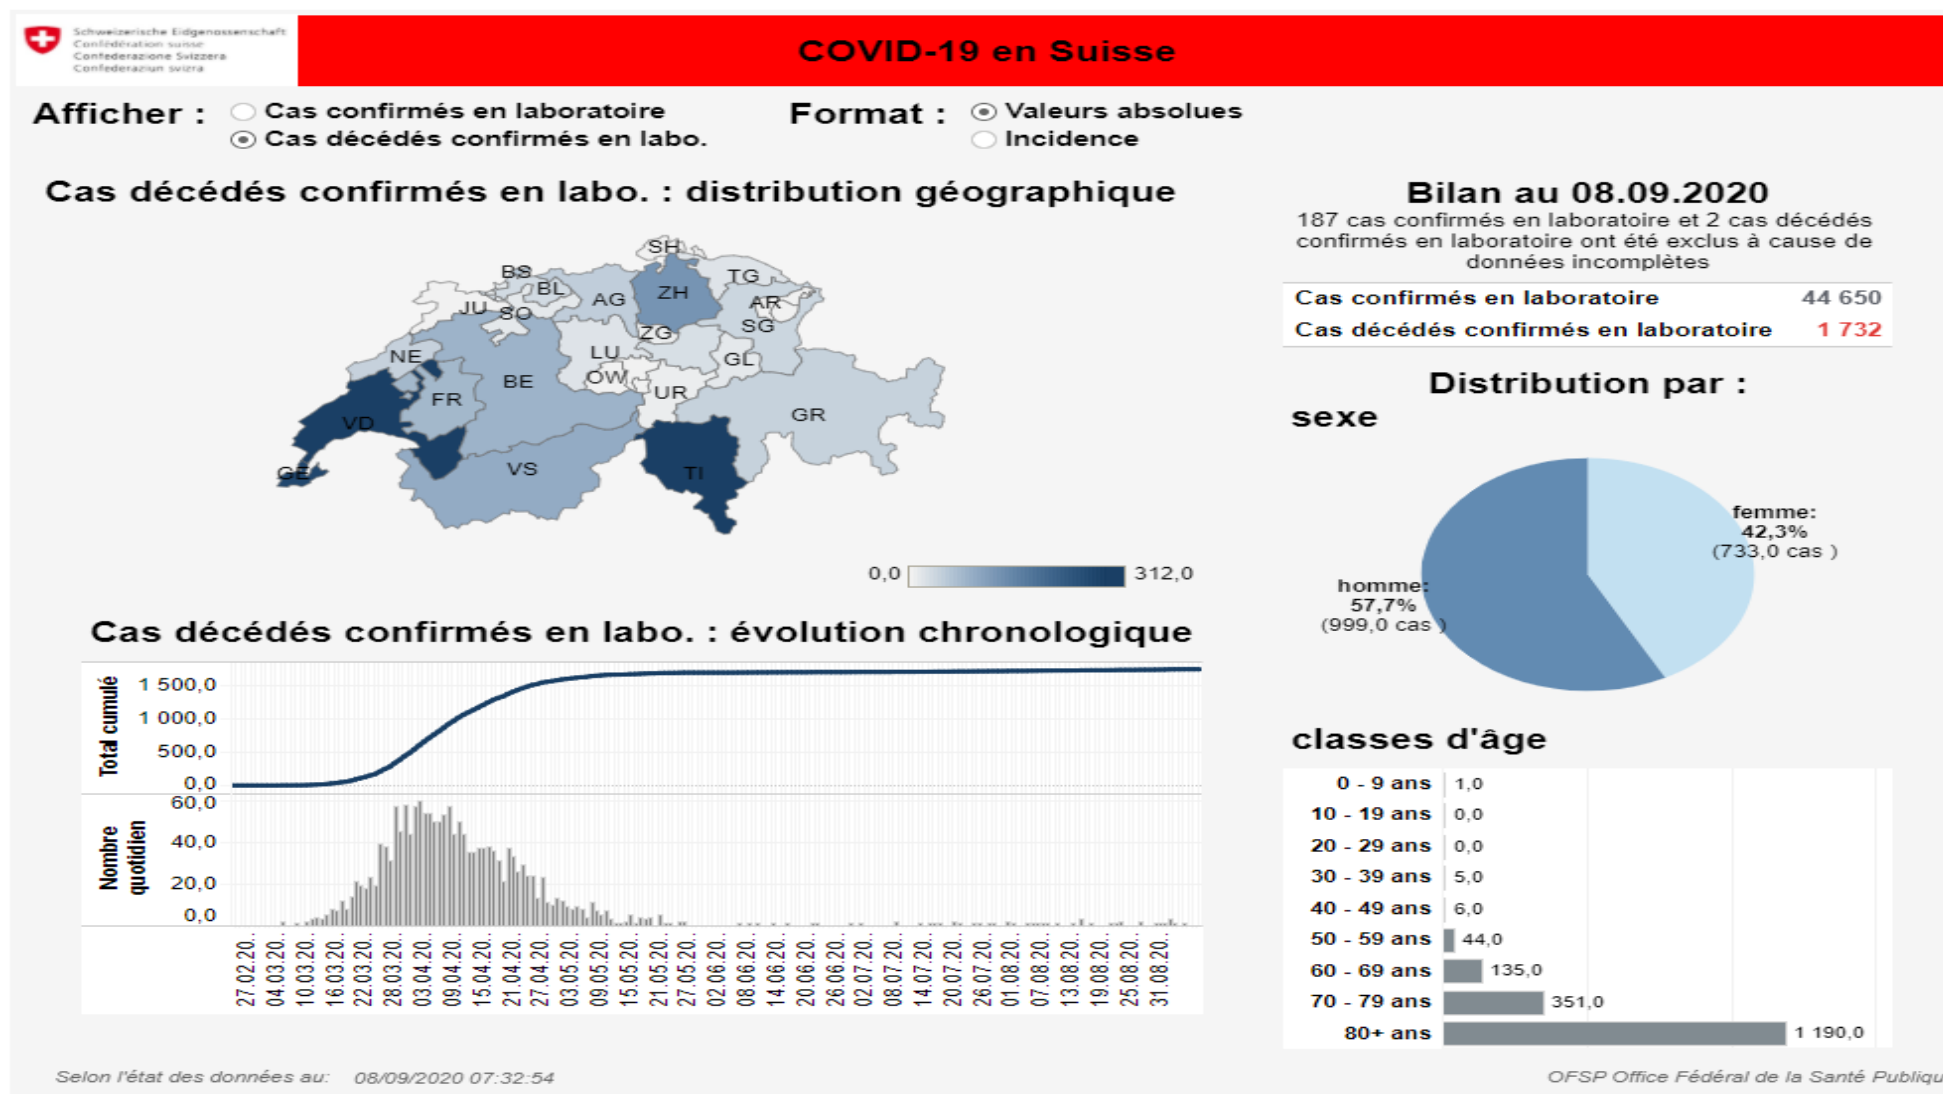 Schweizerische Eidgenossenschaft
Confédération suisse
Confederazione Svizzera
Confederaziun svizra
COVID-19 en Suisse
Afficher :
Cas confirmés en laboratoire
Cas décédés confirmés en labo.
Format :
Valeurs absolues
Incidence
Cas décédés confirmés en labo. : distribution géographique
SH
BS
BL
TG
JU
SO
AG
ZH
AR
ZG
SG
NE
LU
GL
OW
BE
UR
FR
GR
VD
VS
GE
TI
0,0
312,0
Cas décédés confirmés en labo. : évolution chronologique
Total cumulé
1 500,0
1 000,0
500,0
0,0
Nombre
quotidien
60,0
40,0
20,0
0,0
27.02.20..
04.03.20..
10.03.20..
16.03.20..
22.03.20..
28.03.20..
03.04.20..
09.04.20..
15.04.20..
21.04.20..
27.04.20..
03.05.20..
09.05.20..
15.05.20..
21.05.20..
27.05.20..
02.06.20..
08.06.20..
14.06.20..
20.06.20..
26.06.20..
02.07.20..
08.07.20..
14.07.20..
20.07.20..
26.07.20..
01.08.20..
07.08.20..
13.08.20..
19.08.20..
25.08.20..
31.08.20..
Bilan au 08.09.2020
187 cas confirmés en laboratoire et 2 cas décédés
confirmés en laboratoire ont été exclus à cause de
données incomplètes
Cas confirmés en laboratoire 44 650
Cas décédés confirmés en laboratoire 1 732
Distribution par :
sexe
femme:
42,3%
(733,0 cas )
homme:
57,7%
(999,0 cas )
classes d'âge
0 - 9 ans 1,0
10 - 19 ans 0,0
20 - 29 ans 0,0
30 - 39 ans 5,0
40 - 49 ans 6,0
50 - 59 ans 44,0
60 - 69 ans 135,0
70 - 79 ans 351,0
80+ ans 1 190,0
Selon l'état des données au: 08/09/2020 07:32:54
OFSP Office Fédéral de la Santé Publiqu